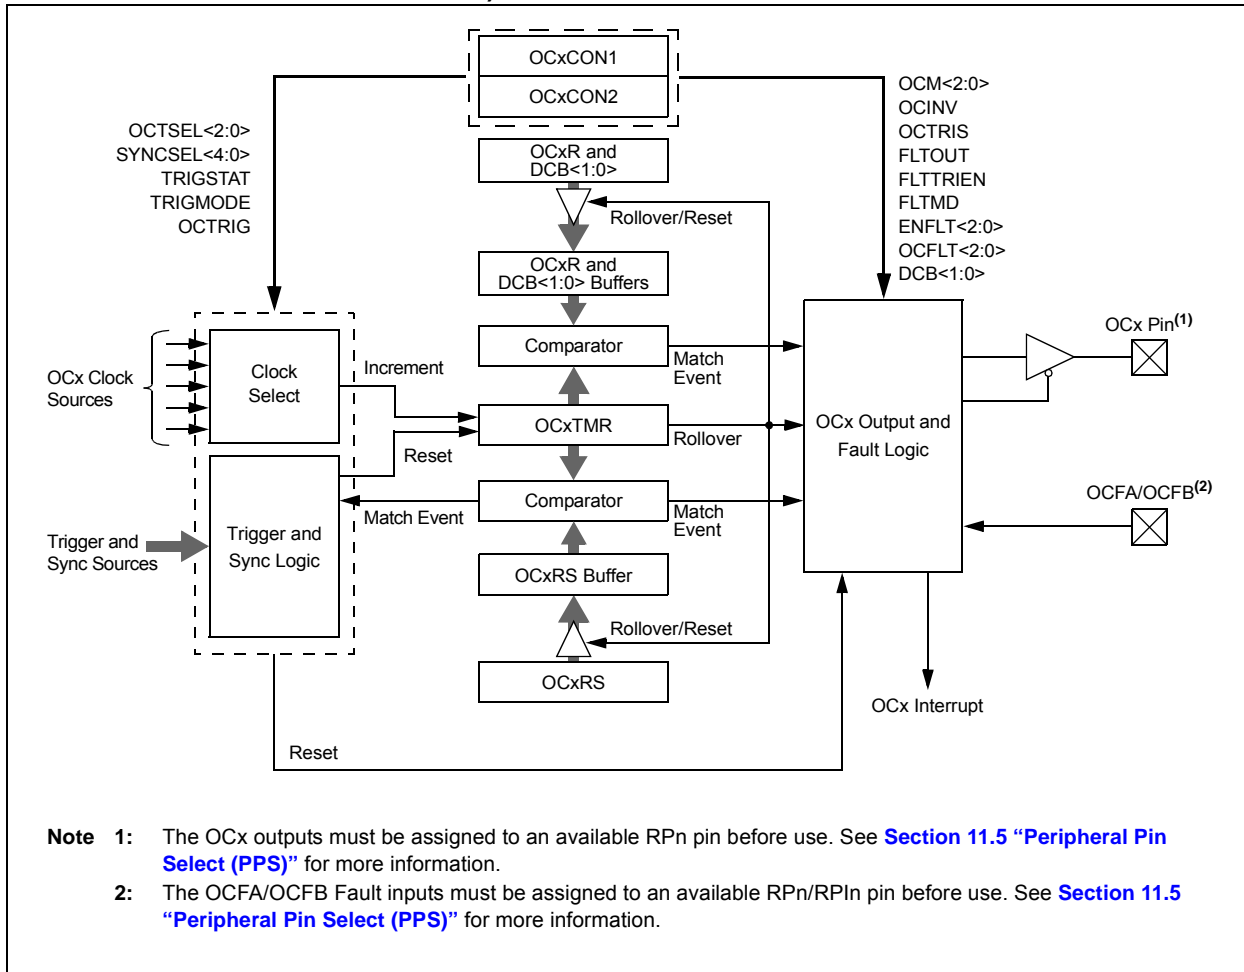 OCxCON1
OCxCON2
OCTSEL<2:0>
SYNCSEL<4:0>
TRIGSTAT
TRIGMODE
OCTRIG
OCM<2:0>
OCINV
OCTRIS
FLTOUT
FLTTRIEN
FLTMD
ENFLT<2:0>
OCFLT<2:0>
DCB<1:0>
OCxR and
DCB<1:0>
Rollover/Reset
OCxR and
DCB<1:0> Buffers
Comparator
Match
Event
OCx Clock
Sources
Clock
Select
Increment
OCxTMR
Rollover
Reset
OCx Output and
Fault Logic
OCx Pin(1)
Comparator
Match Event
Match
Event
OCFA/OCFB(2)
Trigger and
Sync Sources
Trigger and
Sync Logic
OCxRS Buffer
Rollover/Reset
OCxRS
OCx Interrupt
Reset
Note 1: The OCx outputs must be assigned to an available RPn pin before use. See Section 11.5 “Peripheral Pin
Select (PPS)” for more information.
2: The OCFA/OCFB Fault inputs must be assigned to an available RPn/RPIn pin before use. See Section 11.5
“Peripheral Pin Select (PPS)” for more information.